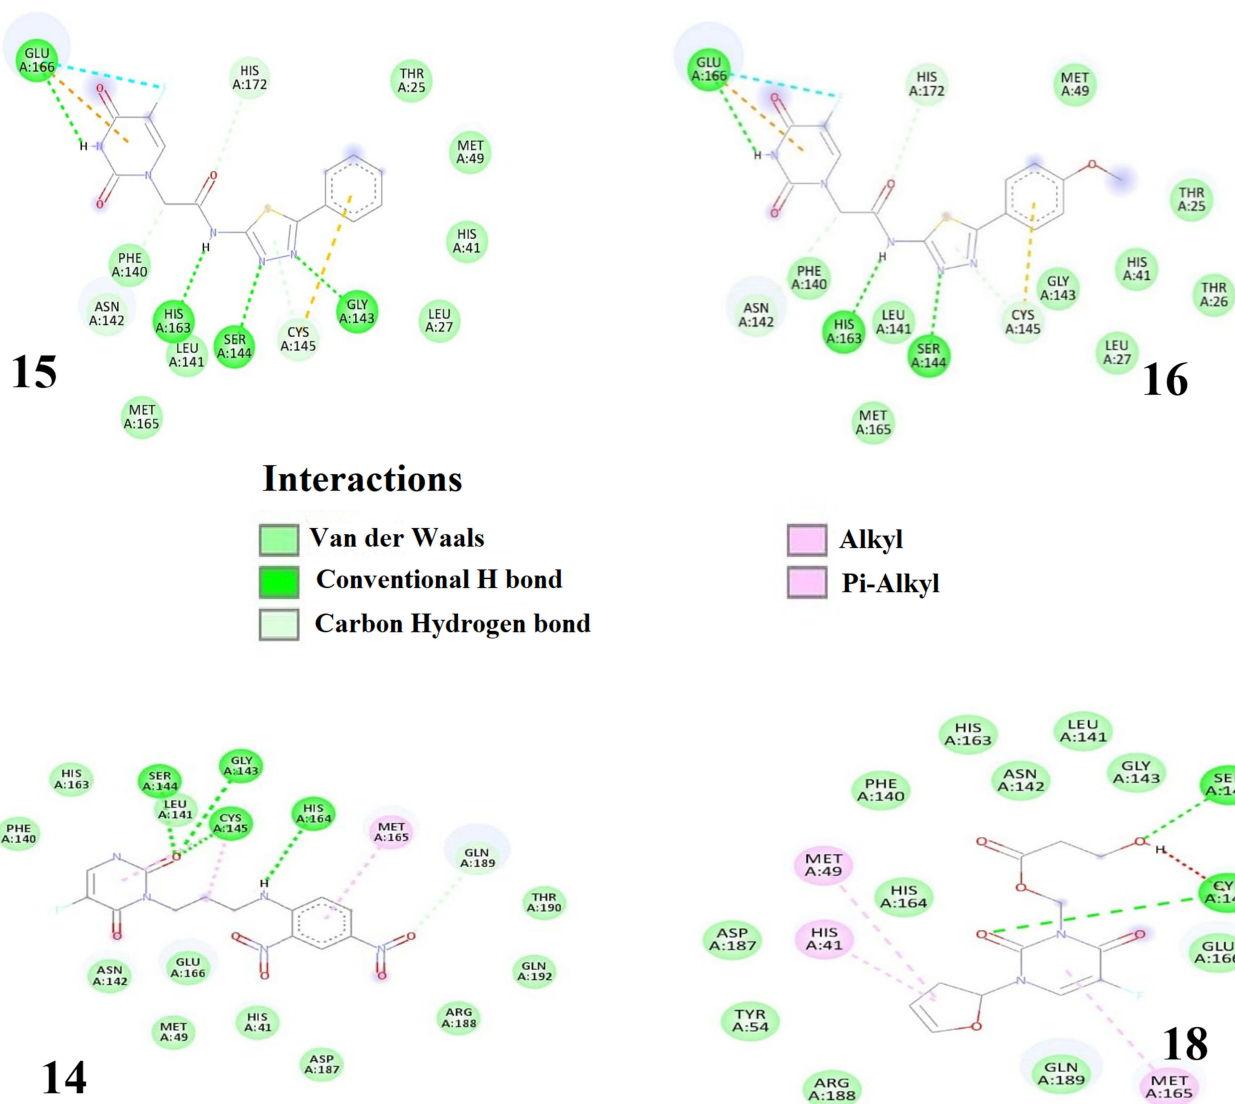 GLU
A:166
HIS
A:172
THR
A:25
MET
A:49
HIS
A:41
LEU
A:27
GLY
A:143
CYS
A:145
SER
A:144
HIS
A:163
LEU
A:141
PHE
A:140
ASN
A:142
MET
A:165
O
H
N
O
N
O
N
H
S
N
N
15
GLU
A:166
HIS
A:172
MET
A:49
THR
A:25
HIS
A:41
THR
A:26
GLY
A:143
LEU
A:27
CYS
A:145
LEU
A:141
SER
A:144
HIS
A:163
PHE
A:140
ASN
A:142
MET
A:165
O
H
N
O
N
O
N
H
S
N
N
O
16
Interactions
Van der Waals
Conventional H bond
Carbon Hydrogen bond
Alkyl
Pi-Alkyl
HIS
A:163
SER
A:144
GLY
A:143
LEU
A:141
CYS
A:145
HIS
A:164
MET
A:165
GLN
A:189
PHE
A:140
THR
A:190
GLN
A:192
ARG
A:188
ASN
A:142
GLU
A:166
MET
A:49
HIS
A:41
ASP
A:187
N
O
N
O
F
H
N
O
N
O
N
O
O
14
HIS
A:163
LEU
A:141
PHE
A:140
ASN
A:142
GLY
A:143
SE
A:14
MET
A:49
HIS
A:164
CY
A:14
ASP
A:187
HIS
A:41
GLU
A:166
TYR
A:54
ARG
A:188
GLN
A:189
MET
A:165
O
O
O
H
O
N
O
N
F
O
18